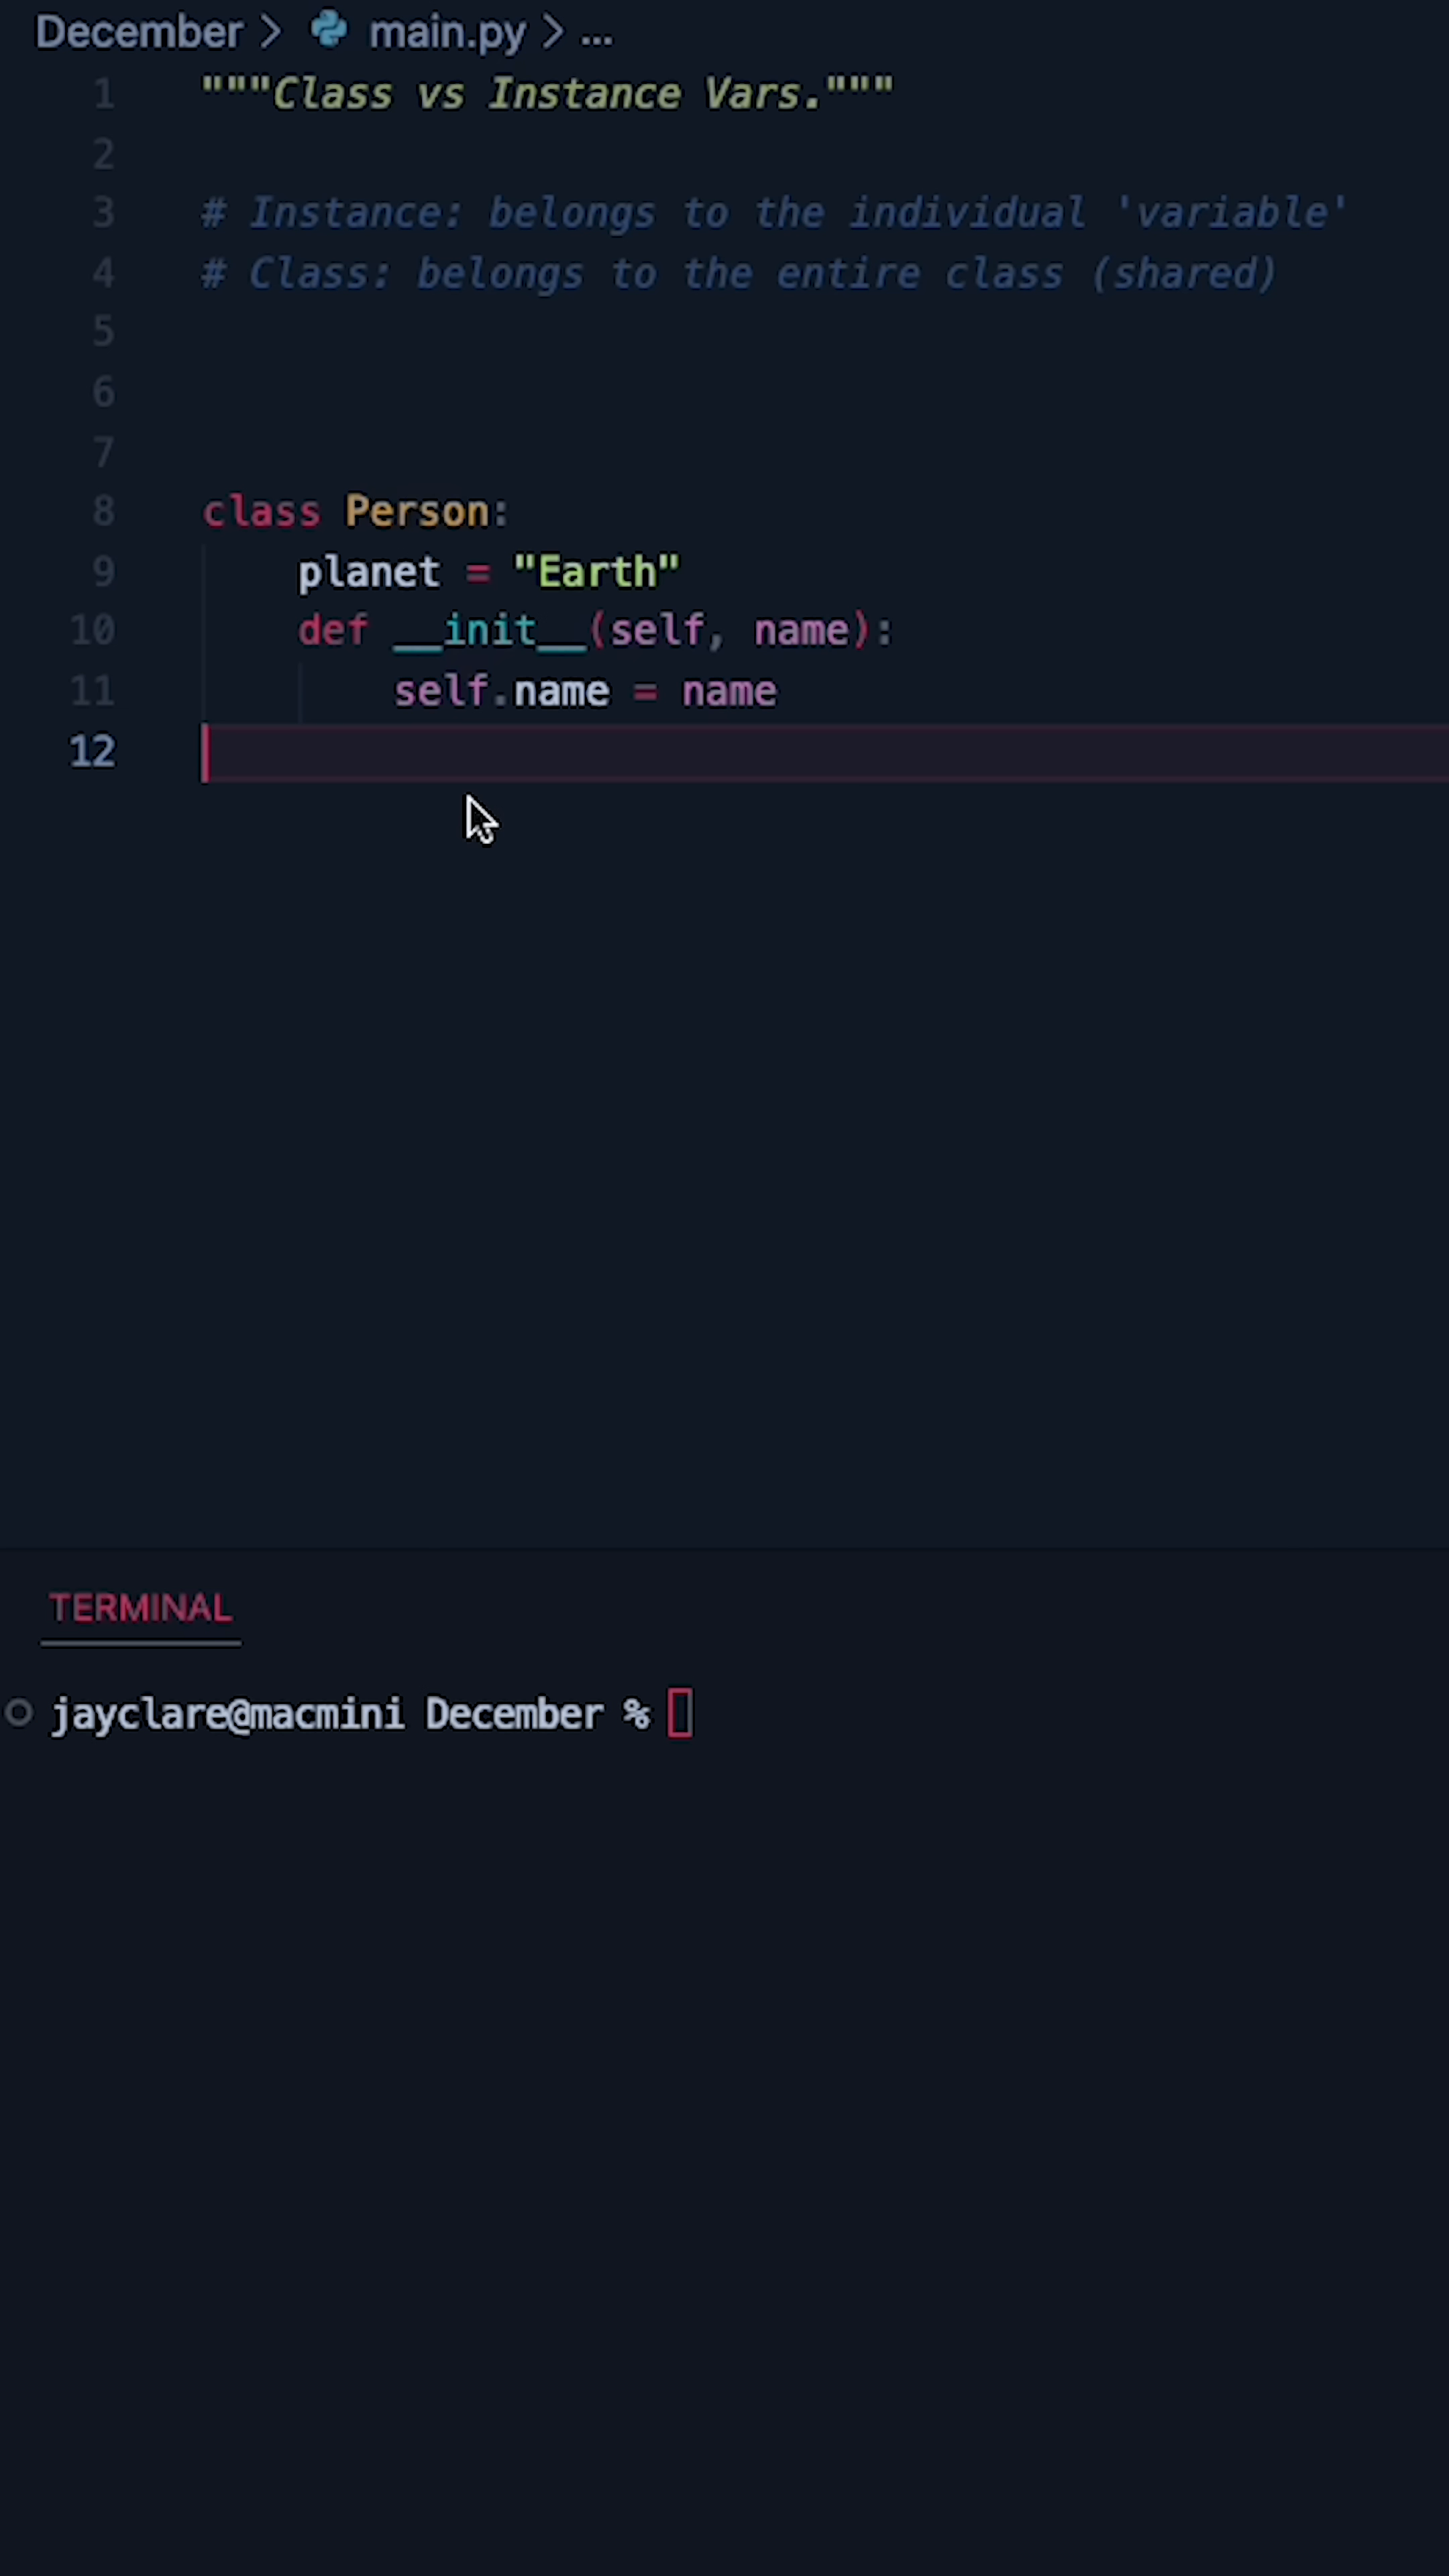 December > main.py > ...
1 """Class vs Instance Vars."""
2
3 # Instance: belongs to the individual 'variable'
4 # Class: belongs to the entire class (shared)
5
6
7
8 class Person:
9     planet = "Earth"
10     def __init__(self, name):
11         self.name = name
12
TERMINAL
jayclare@macmini December %